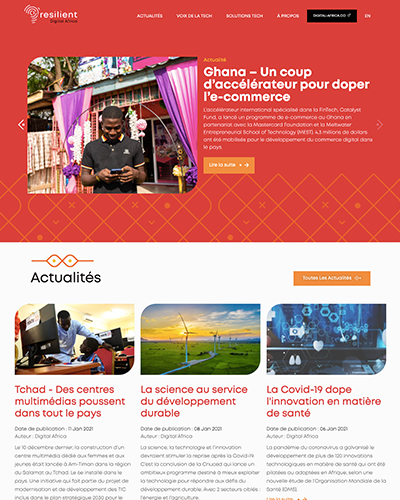 resilient
Digital Africa
ACTUALITÉS
VOIX DE LA TECH
SOLUTIONS TECH
À PROPOS
DIGITAL-AFRICA.CO
EN
Actualité
Ghana – Un coup
d'accélérateur pour doper
l'e-commerce
L'accélérateur international spécialisé dans la FinTech, Catalyst
Fund, a lancé un programme de e-commerce au Ghana en
partenariat avec la Mastercard Foundation et la Meltwater
Entrepreneurial School of Technology (MEST). 4,3 millions de dollars
ont été mobilisés pour le développement du commerce digital dans
le pays.
Lire la suite
Actualités
Toutes Les Actualités
Tchad - Des centres
multimédias poussent
dans tout le pays
Date de publication : 11 Jan 2021
Auteur : Digital Africa
Le 10 décembre dernier, la construction d'un
centre multimédia dédié aux femmes et aux
jeunes était lancée à Am-Timan dans la région
du Salamat au Tchad. Le se installé dans le
pays. Une initiative qui fait partie du projet de
modernisation et de développement des TIC
inclus dans le plan stratégique 2030 pour le
La science au service
du développement
durable
Date de publication : 08 Jan 2021
Auteur : Digital Africa
La science, la technologie et l'innovation
devraient stimuler la reprise après la Covid-19.
C'est la conclusion de la Cnuced qui lance un
ambitieux programme destiné à mieux exploiter
la technologie pour répondre aux défis du
développement durable. Avec 2 secteurs cibles
: l'énergie et l'agriculture.
La Covid-19 dope
l'innovation en matière
de santé
Date de publication : 06 Jan 2021
Auteur : Digital Africa
La pandémie du coronavirus a galvanisé le
développement de plus de 120 innovations
technologiques en matière de santé qui ont été
pilotées ou adoptées en Afrique, selon une
nouvelle étude de l'Organisation Mondiale de la
Santé (OMS).